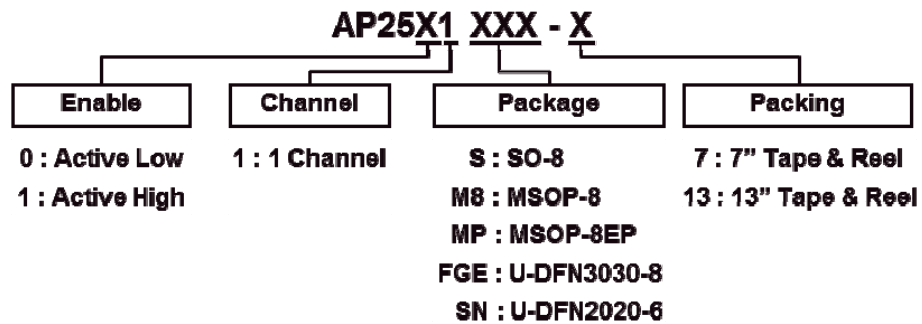 AP25X1 XXX - X
Enable Channel Package Packing
0 : Active Low 1 : 1 Channel S : SO-8 7 : 7” Tape & Reel
1 : Active High M8 : MSOP-8 13 : 13” Tape & Reel
MP : MSOP-8EP
FGE : U-DFN3030-8
SN : U-DFN2020-6